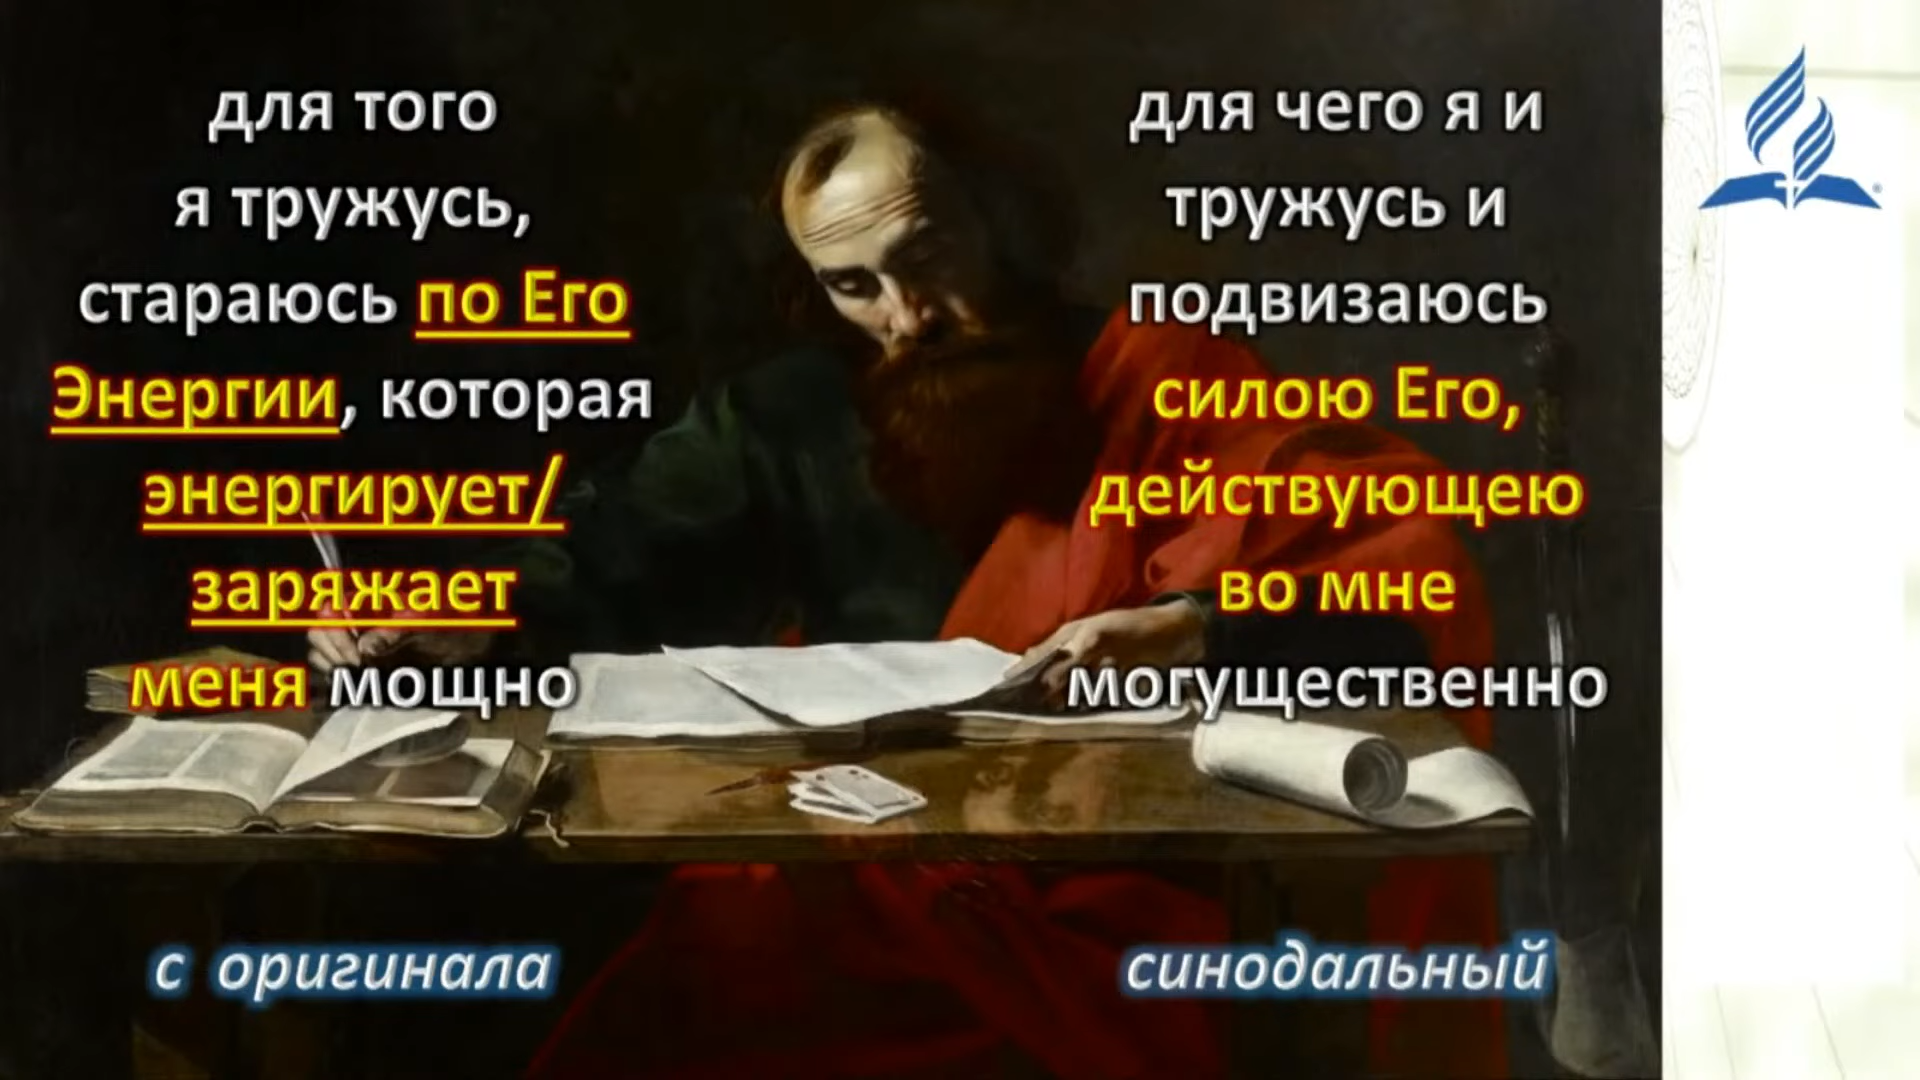 для того
я тружусь,
стараюсь по Его
Энергии, которая
энергирует/
заряжает
меня мощно
с оригинала
для чего я и
тружусь и
подвизаюсь
силою Его,
действующею
во мне
могущественно
синодальный